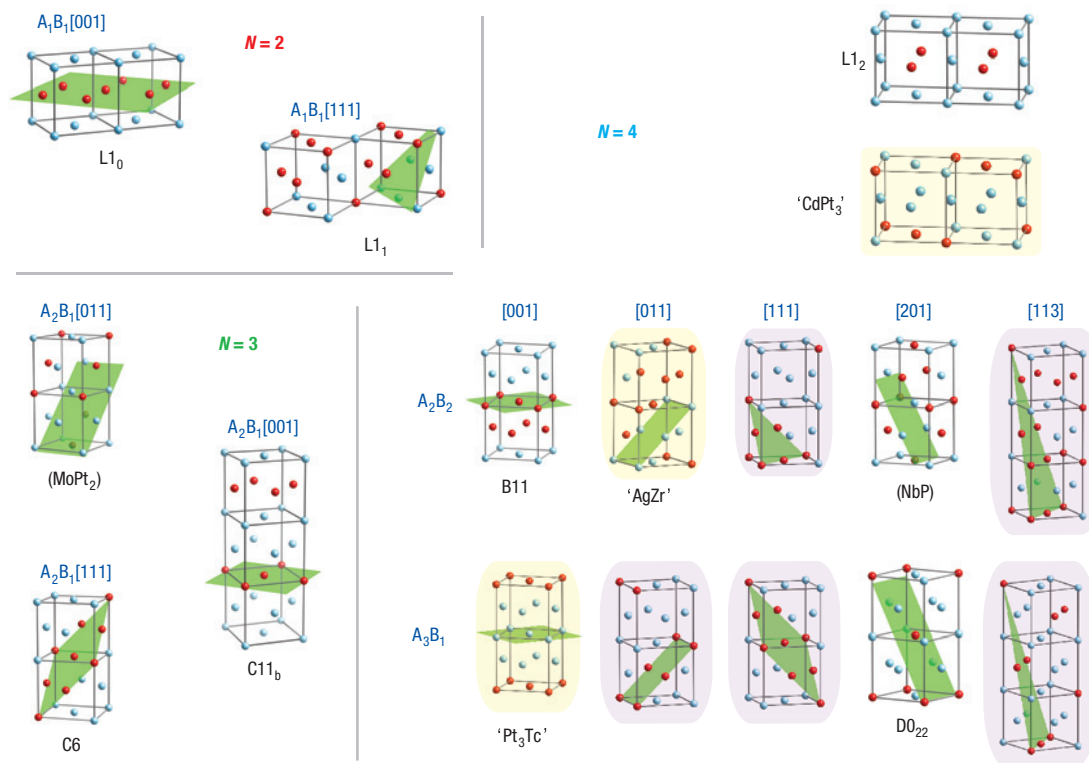 A₁B₁[001]
N = 2
L1₀
A₁B₁[111]
L1₁
N = 4
L1₂
‘CdPt₃’
A₂B₁[011]
N = 3
(MoPt₂)
A₂B₁[001]
C11b
A₂B₁[111]
C6
[001] [011] [111] [201] [113]
A₂B₂
B11 ‘AgZr’ (NbP)
A₃B₁
‘Pt₃Tc’ D0₂₂